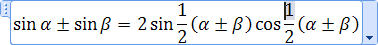 sin α ± sin β = 2 sin 1/2 (α ± β) cos 1/2 (α ± β)